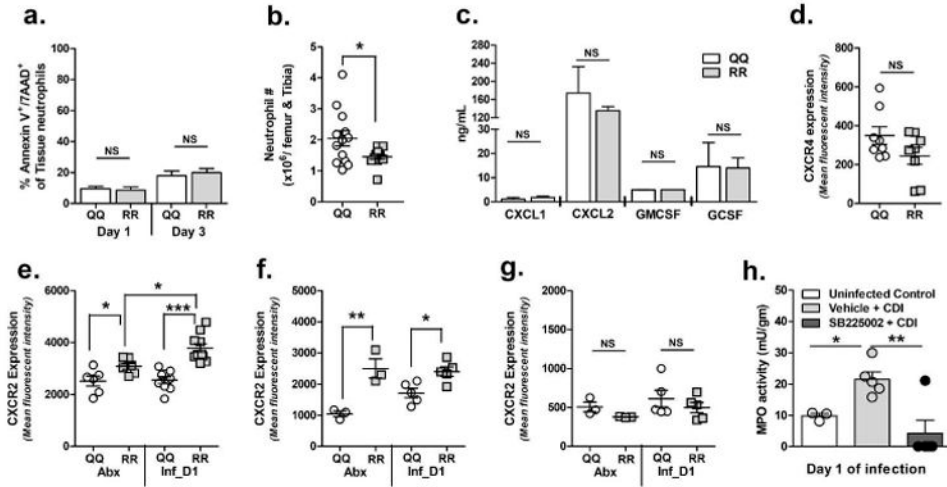 a.
% Annexin V⁺/7AAD⁺
of Tissue neutrophils
100
80
60
40
20
0
NS
NS
QQ RR QQ RR
Day 1 Day 3
b.
Neutrophil #
(x10⁶/ femur & Tibia)
5
4
3
2
1
0
*
QQ RR
c.
ng/mL
280
240
200
160
120
80
30
20
10
0
NS
NS
NS
NS
QQ
RR
CXCL1 CXCL2 GMCSF GCSF
d.
CXCR4 expression
(Mean fluorescent intensity)
800
600
400
200
0
NS
QQ RR
e.
CXCR2 Expression
(Mean fluorescent intensity)
6000
4000
2000
0
*
*
***
QQ RR QQ RR
Abx Inf_D1
f.
CXCR2 Expression
(Mean fluorescent intensity)
4000
3000
2000
1000
0
**
*
QQ RR QQ RR
Abx Inf_D1
g.
CXCR2 Expression
(Mean fluorescent intensity)
2000
1500
1000
500
0
NS
NS
QQ RR QQ RR
Abx Inf_D1
h.
Uninfected Control
Vehicle + CDI
SB225002 + CDI
MPO activity (mU/gm)
50
40
30
20
10
0
*
**
Day 1 of infection